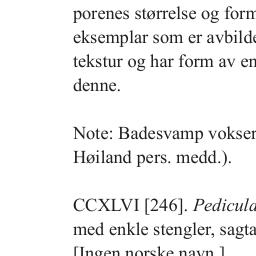 porenes størrelse og form
eksemplar som er avbilde
tekstur og har form av en
denne.
Note: Badesvamp vokser
Høiland pers. medd.).
CCXLVI [246]. Pedicula
med enkle stengler, sagta
[Ingen norske navn.]